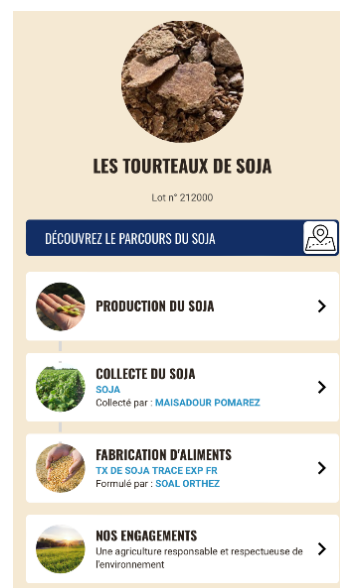 LES TOURTEAUX DE SOJA
Lot n° 212000
DÉCOUVREZ LE PARCOURS DU SOJA
PRODUCTION DU SOJA
COLLECTE DU SOJA
SOJA
Collecté par : MAISADOUR POMAREZ
FABRICATION D'ALIMENTS
TX DE SOJA TRACE EXP FR
Formulé par : SOAL ORTHEZ
NOS ENGAGEMENTS
Une agriculture responsable et respectueuse de
l'environnement